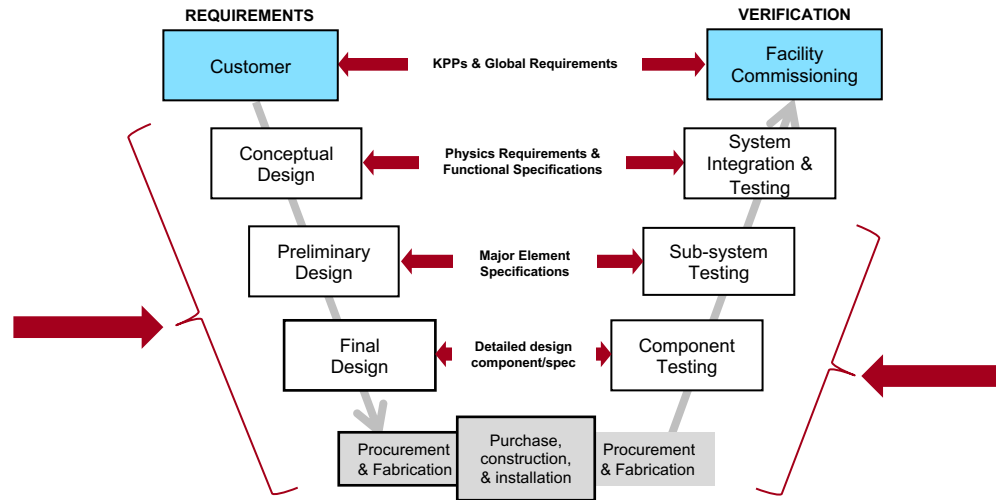 REQUIREMENTS
VERIFICATION
Customer
KPPs & Global Requirements
Facility
Commissioning
Conceptual
Design
Physics Requirements &
Functional Specifications
System
Integration &
Testing
Preliminary
Design
Major Element
Specifications
Sub-system
Testing
Final
Design
Detailed design
component/spec
Component
Testing
Procurement
& Fabrication
Purchase,
construction,
& installation
Procurement
& Fabrication